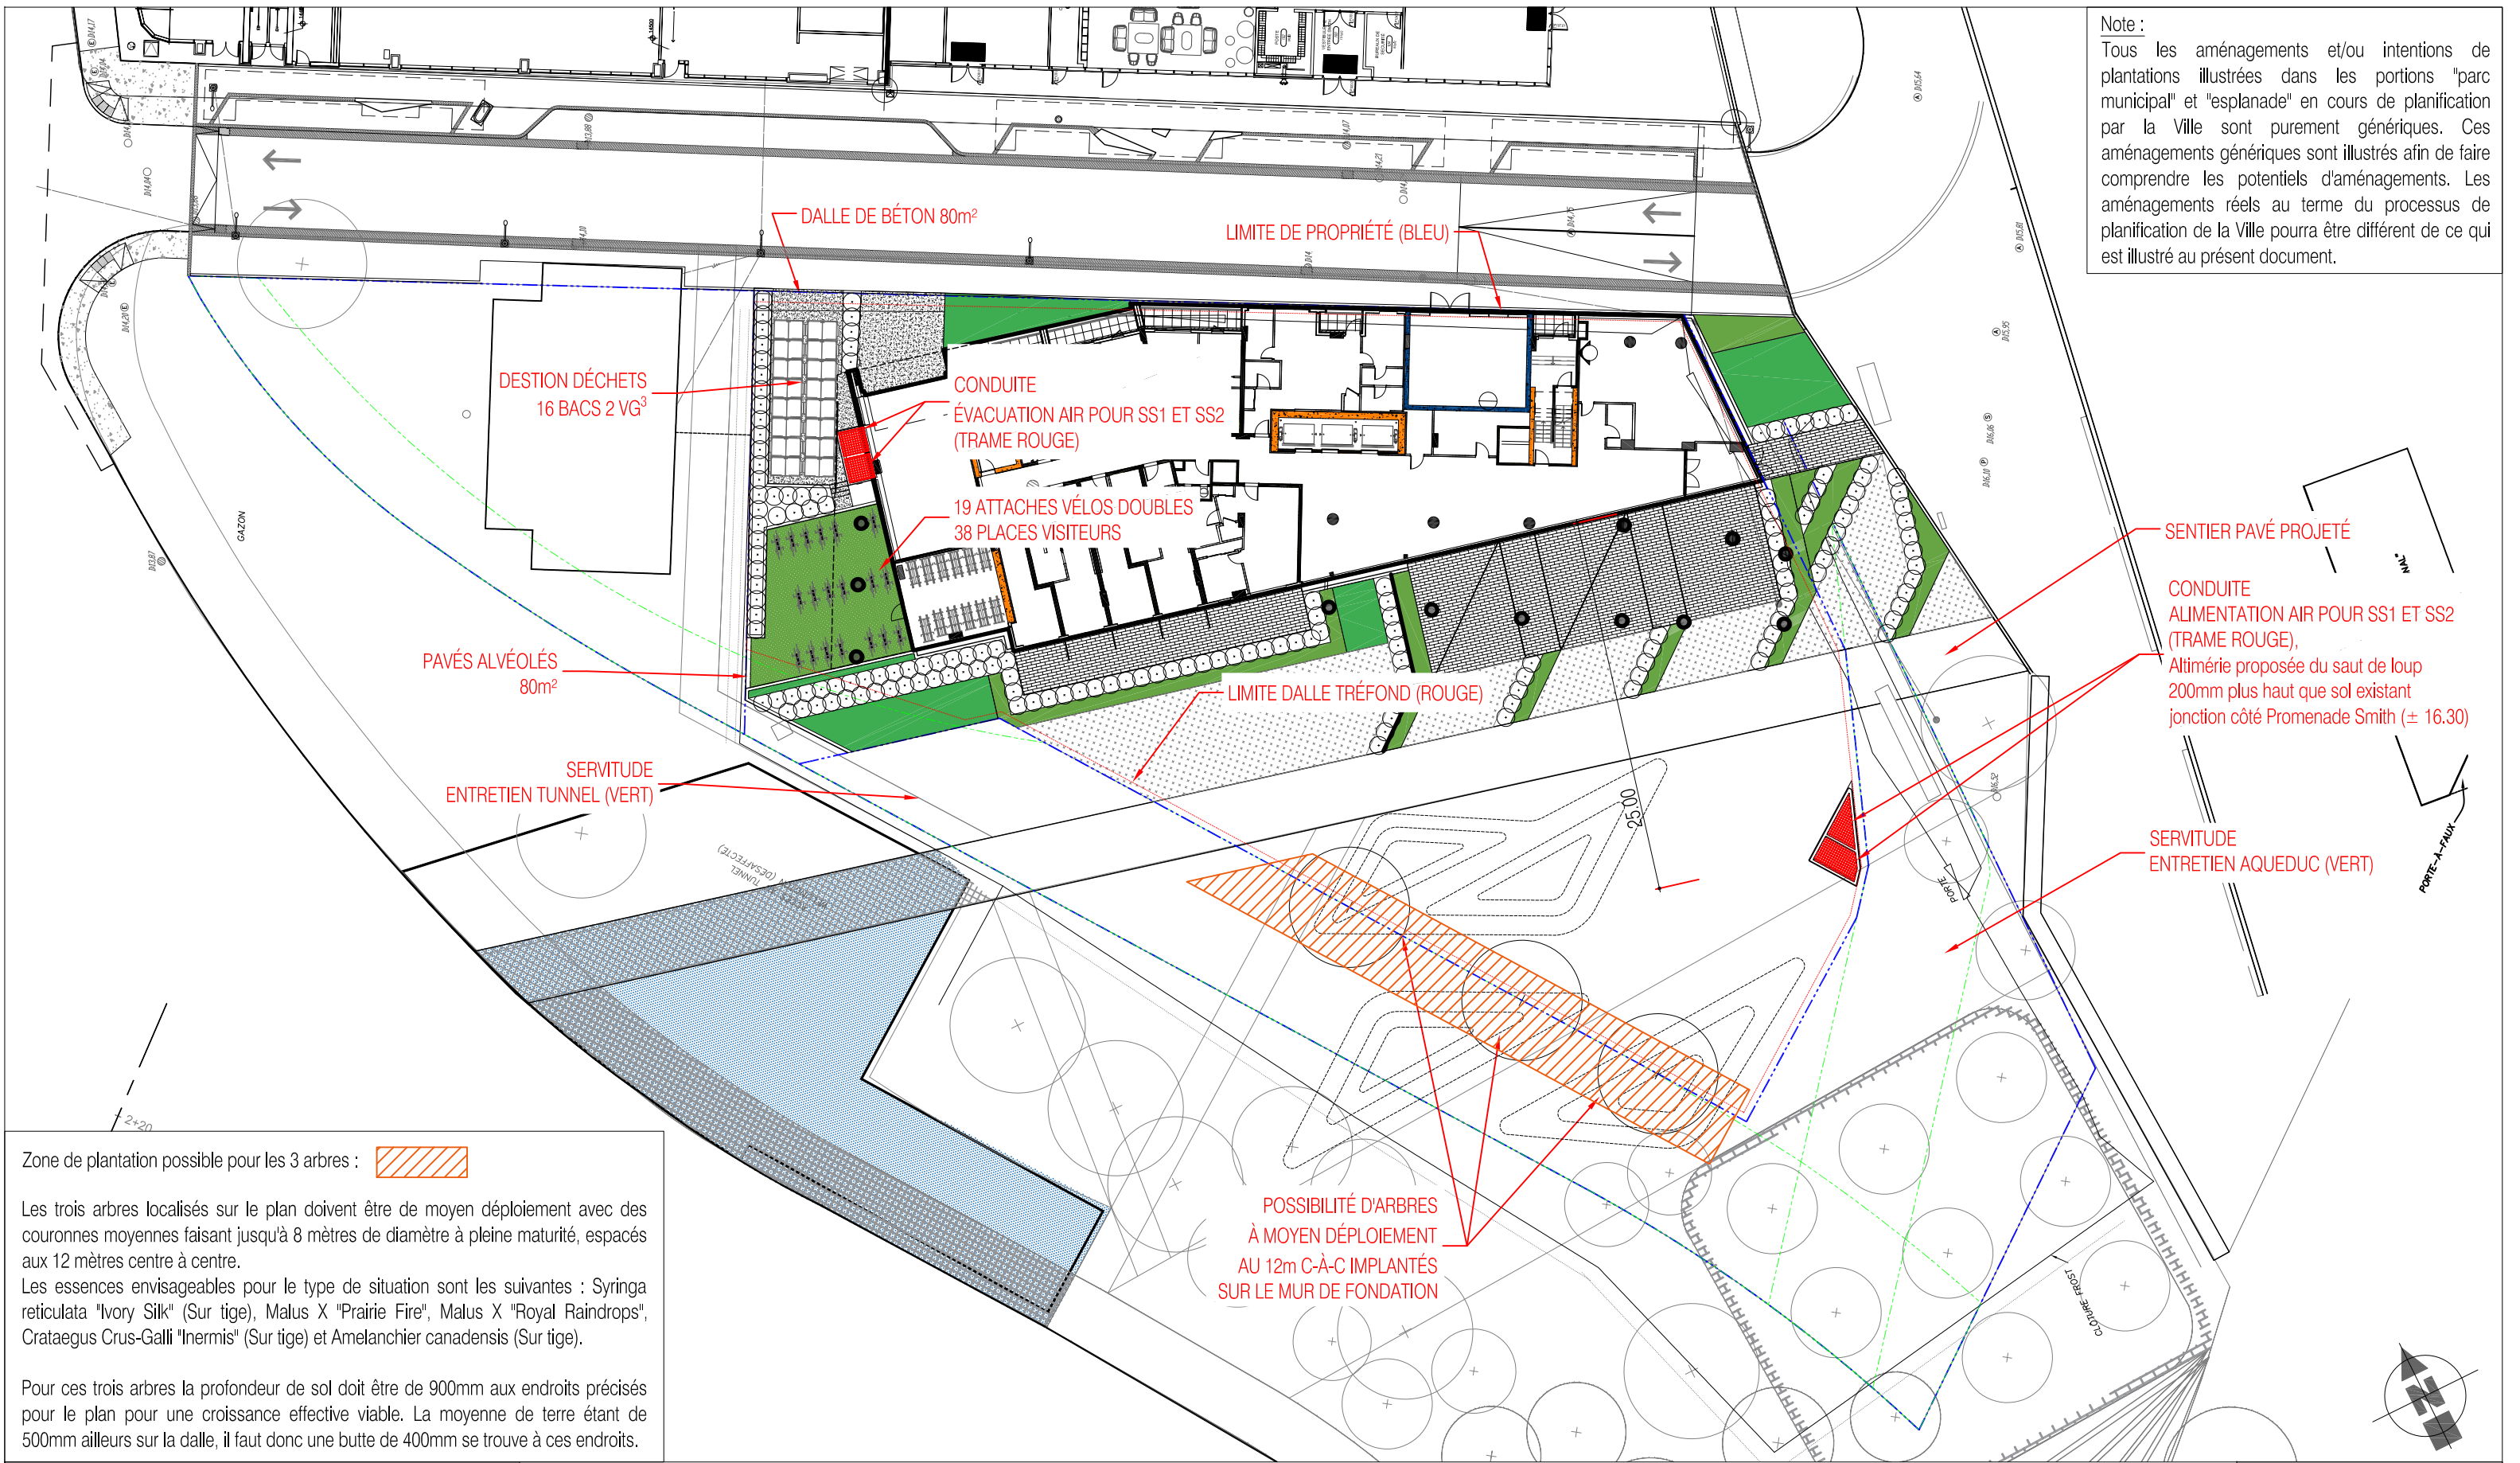 Note :
Tous les aménagements et/ou intentions de
plantations illustrées dans les portions "parc
municipal" et "esplanade" en cours de planification
par la Ville sont purement génériques. Ces
aménagements génériques sont illustrés afin de faire
comprendre les potentiels d'aménagements. Les
aménagements réels au terme du processus de
planification de la Ville pourra être différent de ce qui
est illustré au présent document.
DALLE DE BÉTON 80m²
LIMITE DE PROPRIÉTÉ (BLEU)
DESTION DÉCHETS
16 BACS 2 VG³
CONDUITE
ÉVACUATION AIR POUR SS1 ET SS2
(TRAME ROUGE)
19 ATTACHES VÉLOS DOUBLES
38 PLACES VISITEURS
GAZON
SENTIER PAVÉ PROJETÉ
CONDUITE
ALIMENTATION AIR POUR SS1 ET SS2
(TRAME ROUGE),
Altimérie proposée du saut de loup
200mm plus haut que sol existant
jonction côté Promenade Smith (± 16.30)
PAVÉS ALVÉOLÉS
80m²
LIMITE DALLE TRÉFOND (ROUGE)
SERVITUDE
ENTRETIEN TUNNEL (VERT)
25.00
TUNNEL
(DÉSAFFECTÉ)
SERVITUDE
ENTRETIEN AQUEDUC (VERT)
PORTE
PORTE-A-FAUX
2+20
POSSIBILITÉ D'ARBRES
À MOYEN DÉPLOIEMENT
AU 12m C-À-C IMPLANTÉS
SUR LE MUR DE FONDATION
CLÔTURE FROST
Zone de plantation possible pour les 3 arbres :
Les trois arbres localisés sur le plan doivent être de moyen déploiement avec des
couronnes moyennes faisant jusqu'à 8 mètres de diamètre à pleine maturité, espacés
aux 12 mètres centre à centre.
Les essences envisageables pour le type de situation sont les suivantes : Syringa
reticulata "Ivory Silk" (Sur tige), Malus X "Prairie Fire", Malus X "Royal Raindrops",
Crataegus Crus-Galli "Inermis" (Sur tige) et Amelanchier canadensis (Sur tige).
Pour ces trois arbres la profondeur de sol doit être de 900mm aux endroits précisés
pour le plan pour une croissance effective viable. La moyenne de terre étant de
500mm ailleurs sur la dalle, il faut donc une butte de 400mm se trouve à ces endroits.